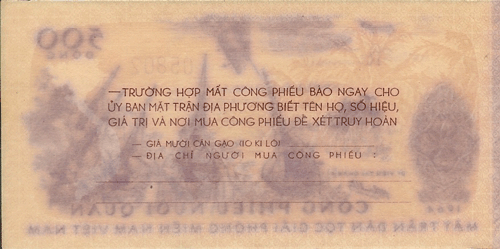 — TRƯỜNG HỢP MẤT CÔNG PHIẾU BÁO NGAY CHO
ỦY BAN MẶT TRẬN ĐỊA PHƯƠNG BIẾT TÊN HỌ, SỐ HIỆU,
GIÁ TRỊ VÀ NƠI MUA CÔNG PHIẾU ĐỂ XÉT TRUY HOÀN
— GIÁ MƯỜI CÂN GẠO (10 KI LÔ)
— ĐỊA CHỈ NGƯỜI MUA CÔNG PHIẾU :
500
ĐỒNG
CÔNG PHIẾU NUÔI QUÂN
MẶT TRẬN DÂN TỘC GIẢI PHÓNG MIỀN NAM VIỆT NAM